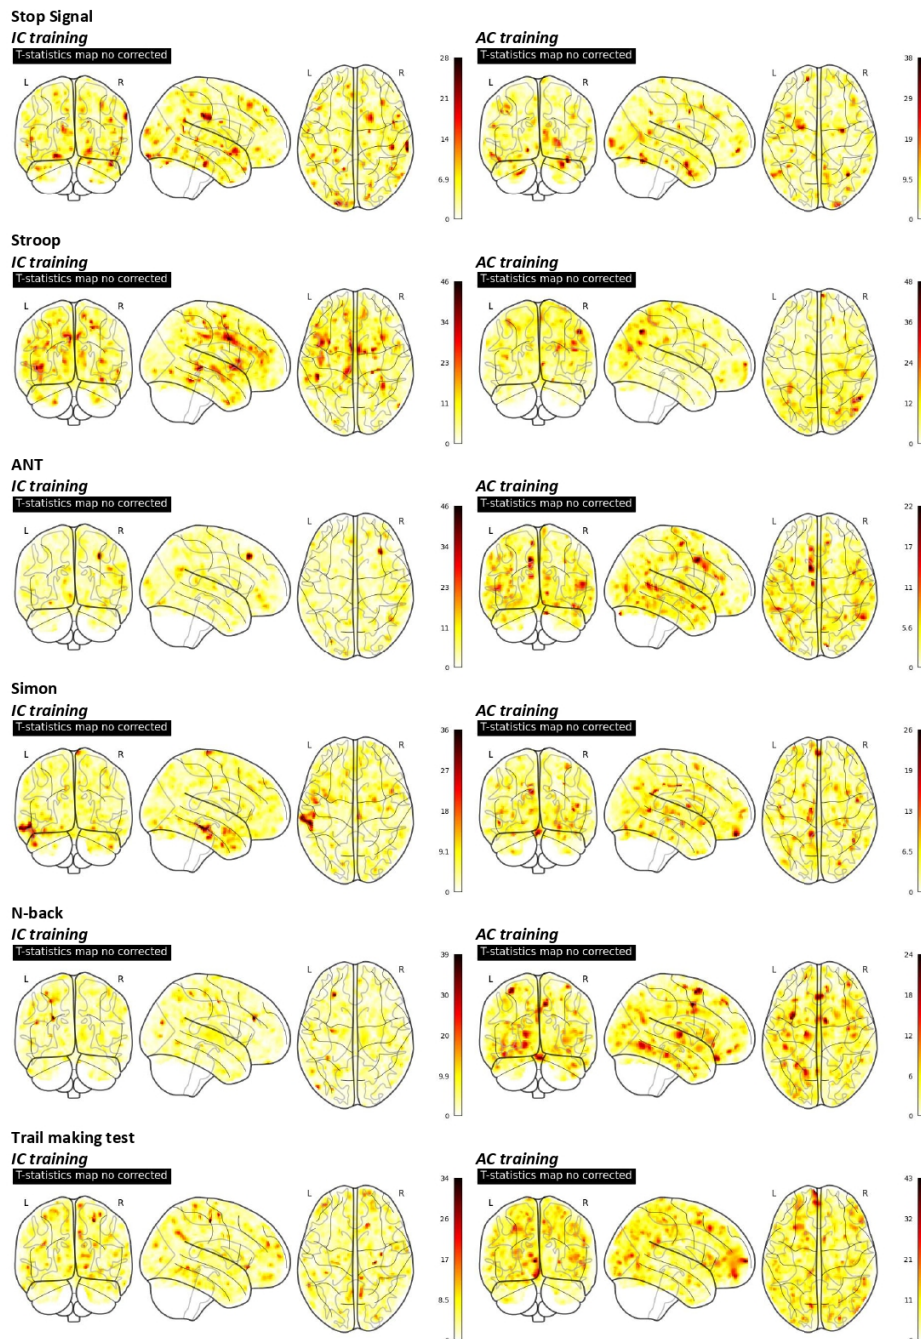 Stop Signal
IC training
AC training
T-statistics map no corrected
T-statistics map no corrected
L R
L R
28
21
14
6.9
0
L R
L R
38
29
19
9.5
0
Stroop
IC training
AC training
T-statistics map no corrected
T-statistics map no corrected
L R
L R
46
34
23
11
0
L R
L R
48
36
24
12
0
ANT
IC training
AC training
T-statistics map no corrected
T-statistics map no corrected
L R
L R
46
34
23
11
0
L R
L R
22
17
11
5.6
0
Simon
IC training
AC training
T-statistics map no corrected
T-statistics map no corrected
L R
L R
36
27
18
9.1
0
L R
L R
26
19
13
6.5
0
N-back
IC training
AC training
T-statistics map no corrected
T-statistics map no corrected
L R
L R
39
30
20
9.9
0
L R
L R
24
18
12
6
0
Trail making test
IC training
AC training
T-statistics map no corrected
T-statistics map no corrected
L R
L R
34
26
17
8.5
L R
L R
43
32
21
11